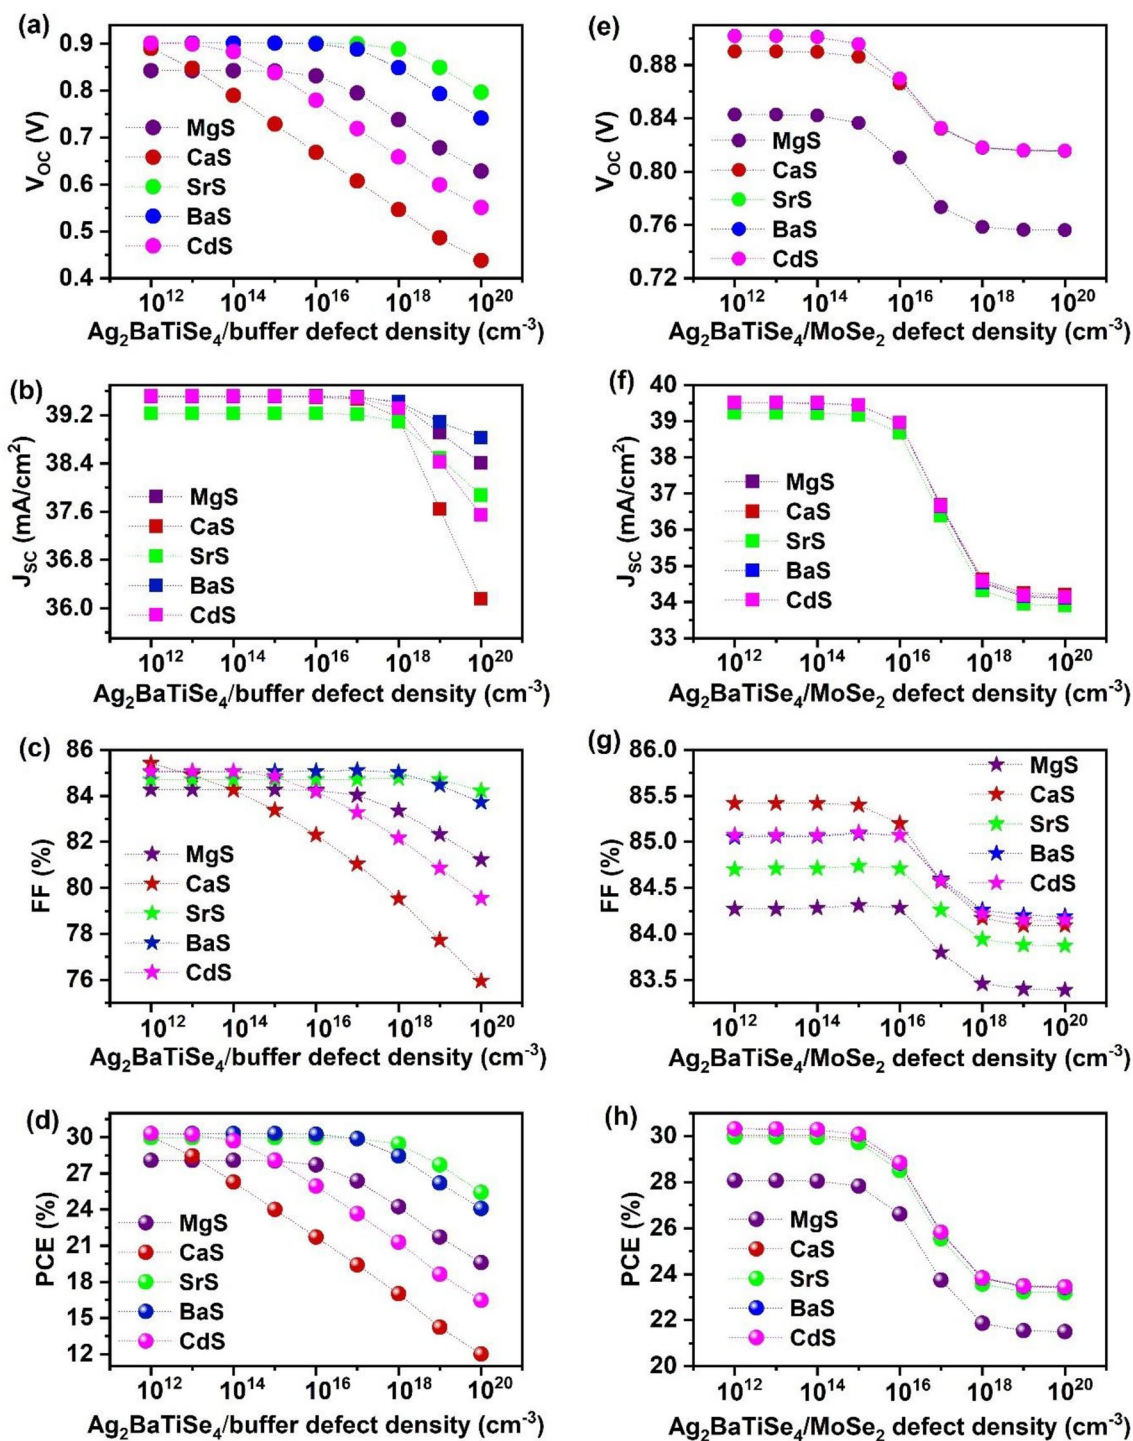 (a)
0.9
0.8
0.7
0.6
0.5
0.4
V_OC (V)
MgS
CaS
SrS
BaS
CdS
10^12 10^14 10^16 10^18 10^20
Ag₂BaTiSe₄/buffer defect density (cm⁻³)
(e)
0.88
0.84
0.80
0.76
0.72
V_OC (V)
MgS
CaS
SrS
BaS
CdS
10^12 10^14 10^16 10^18 10^20
Ag₂BaTiSe₄/MoSe₂ defect density (cm⁻³)
(b)
39.2
38.4
37.6
36.8
36.0
J_SC (mA/cm²)
MgS
CaS
SrS
BaS
CdS
10^12 10^14 10^16 10^18 10^20
Ag₂BaTiSe₄/buffer defect density (cm⁻³)
(f)
40
39
38
37
36
35
34
33
J_SC (mA/cm²)
MgS
CaS
SrS
BaS
CdS
10^12 10^14 10^16 10^18 10^20
Ag₂BaTiSe₄/MoSe₂ defect density (cm⁻³)
(c)
86
84
82
80
78
76
FF (%)
MgS
CaS
SrS
BaS
CdS
10^12 10^14 10^16 10^18 10^20
Ag₂BaTiSe₄/buffer defect density (cm⁻³)
(g)
86.0
85.5
85.0
84.5
84.0
83.5
FF (%)
MgS
CaS
SrS
BaS
CdS
10^12 10^14 10^16 10^18 10^20
Ag₂BaTiSe₄/MoSe₂ defect density (cm⁻³)
(d)
30
27
24
21
18
15
12
PCE (%)
MgS
CaS
SrS
BaS
CdS
10^12 10^14 10^16 10^18 10^20
Ag₂BaTiSe₄/buffer defect density (cm⁻³)
(h)
30
28
26
24
22
20
PCE (%)
MgS
CaS
SrS
BaS
CdS
10^12 10^14 10^16 10^18 10^20
Ag₂BaTiSe₄/MoSe₂ defect density (cm⁻³)